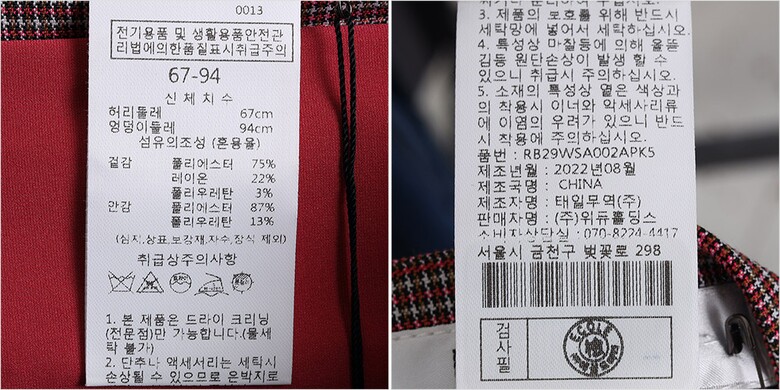 0013
전기용품 및 생활용품안전관
리법에의한품질표시취급주의
67-94
신체치수
허리둘레 67cm
엉덩이둘레 94cm
섬유의조성 (혼용율)
겉감 폴리에스터 75%
레이온 22%
폴리우레탄 3%
안감 폴리에스터 87%
폴리우레탄 13%
(심지,상표,보강재,자수,장식 제외)
취급상주의사항
1. 본 제품은 드라이 크리닝
(전문점)만 가능합니다.(물세
탁 불가)
2. 단추나 액세서리는 세탁시
손상될 수 있으므로 은박지로
3. 제품의 보호를 위해 반드시
세탁망에 넣어서 세탁하십시오.
4. 특성상 마찰등에 의해 올뜯
김등 원단손상이 발생 할 수
있으니 취급시 주의하십시오.
5. 소재의 특성상 옅은 색상과
의 착용시 이너와 악세사리류
에 이염의 우려가 있으니 반드
시 착용에 주의하십시오.
품번 : RB29WSA002APK5
제조년월 : 2022년08월
제조국명 : CHINA
제조자명 : 태일무역(주)
판매자명 : (주)위듀홀딩스
소비자상담실 : 070-8224-4417
서울시 금천구 벚꽃로 298
검사필
ECOLE